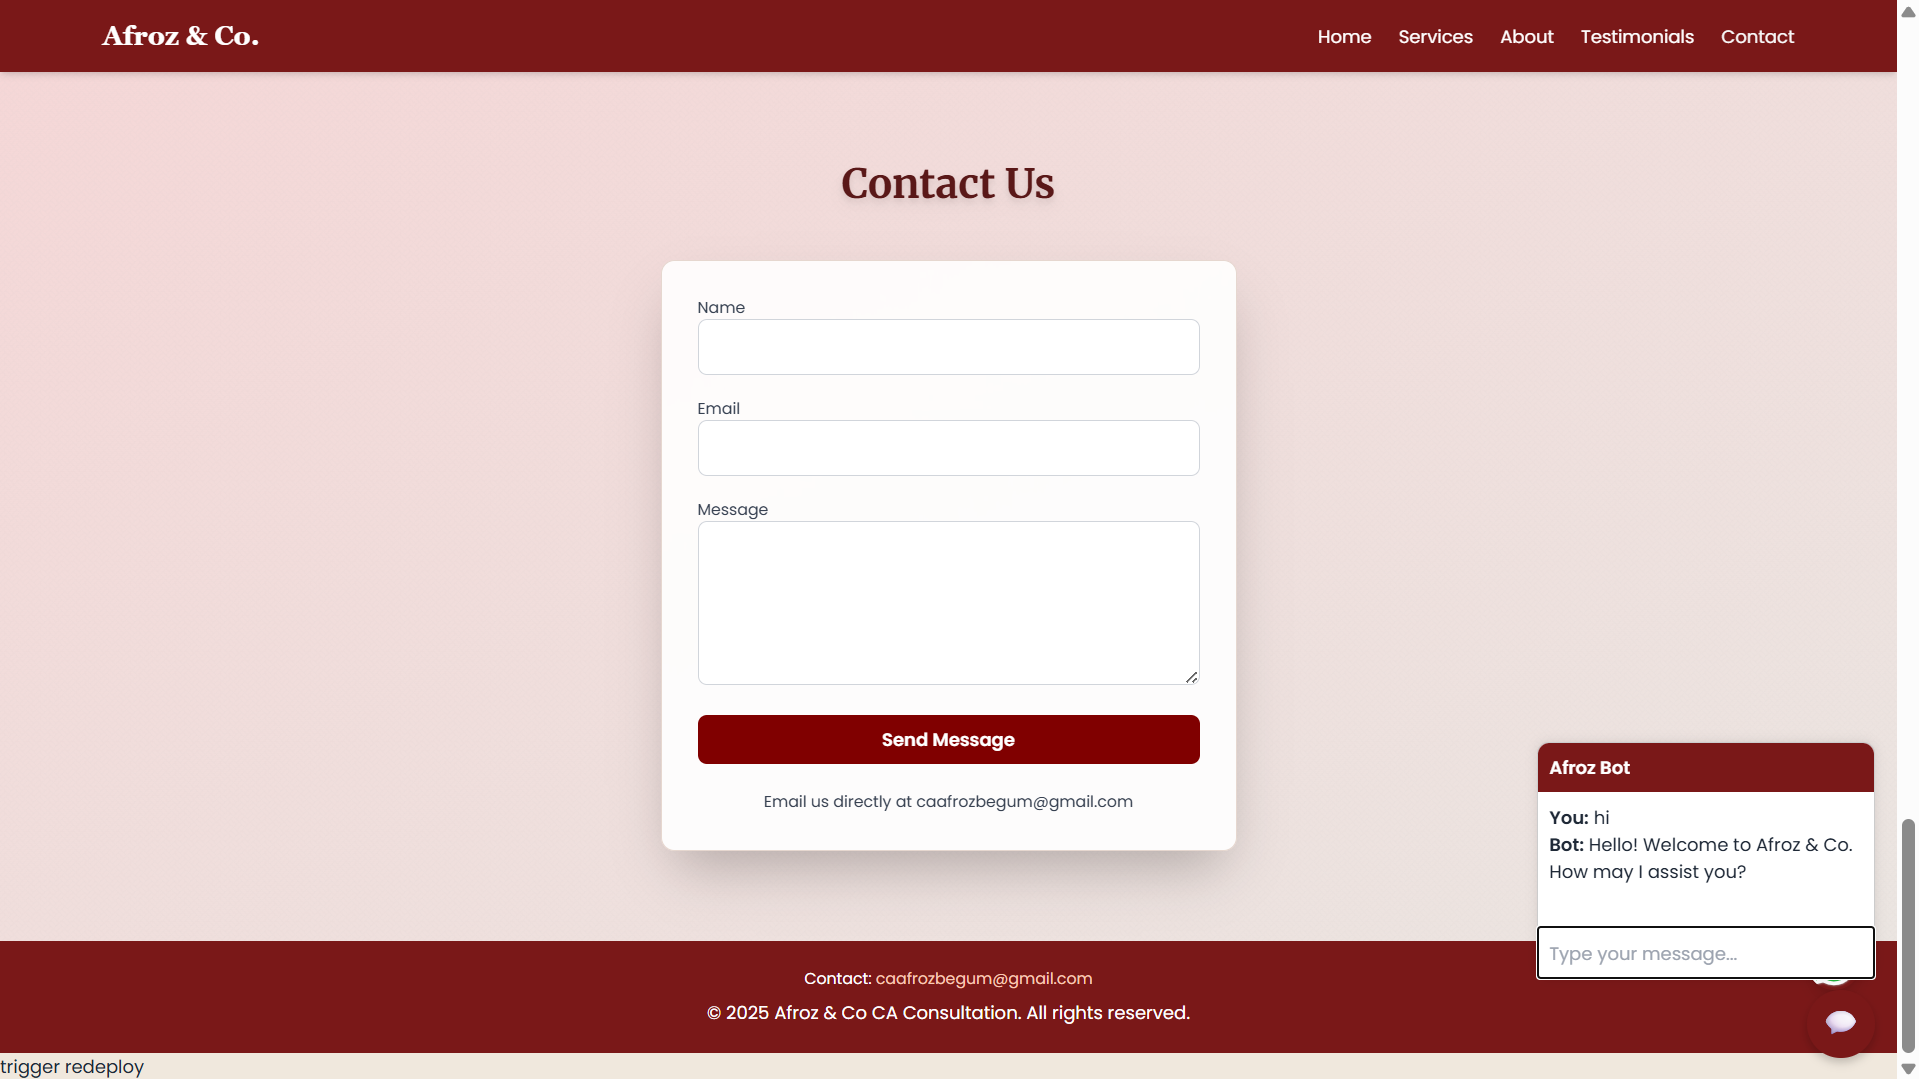 Afroz & Co.
Home Services About Testimonials Contact
Contact Us
Name
Email
Message
Send Message
Email us directly at caafrozbegum@gmail.com
Afroz Bot
You: hi
Bot: Hello! Welcome to Afroz & Co.
How may I assist you?
Type your message...
Contact: caafrozbegum@gmail.com
© 2025 Afroz & Co CA Consultation. All rights reserved.
trigger redeploy